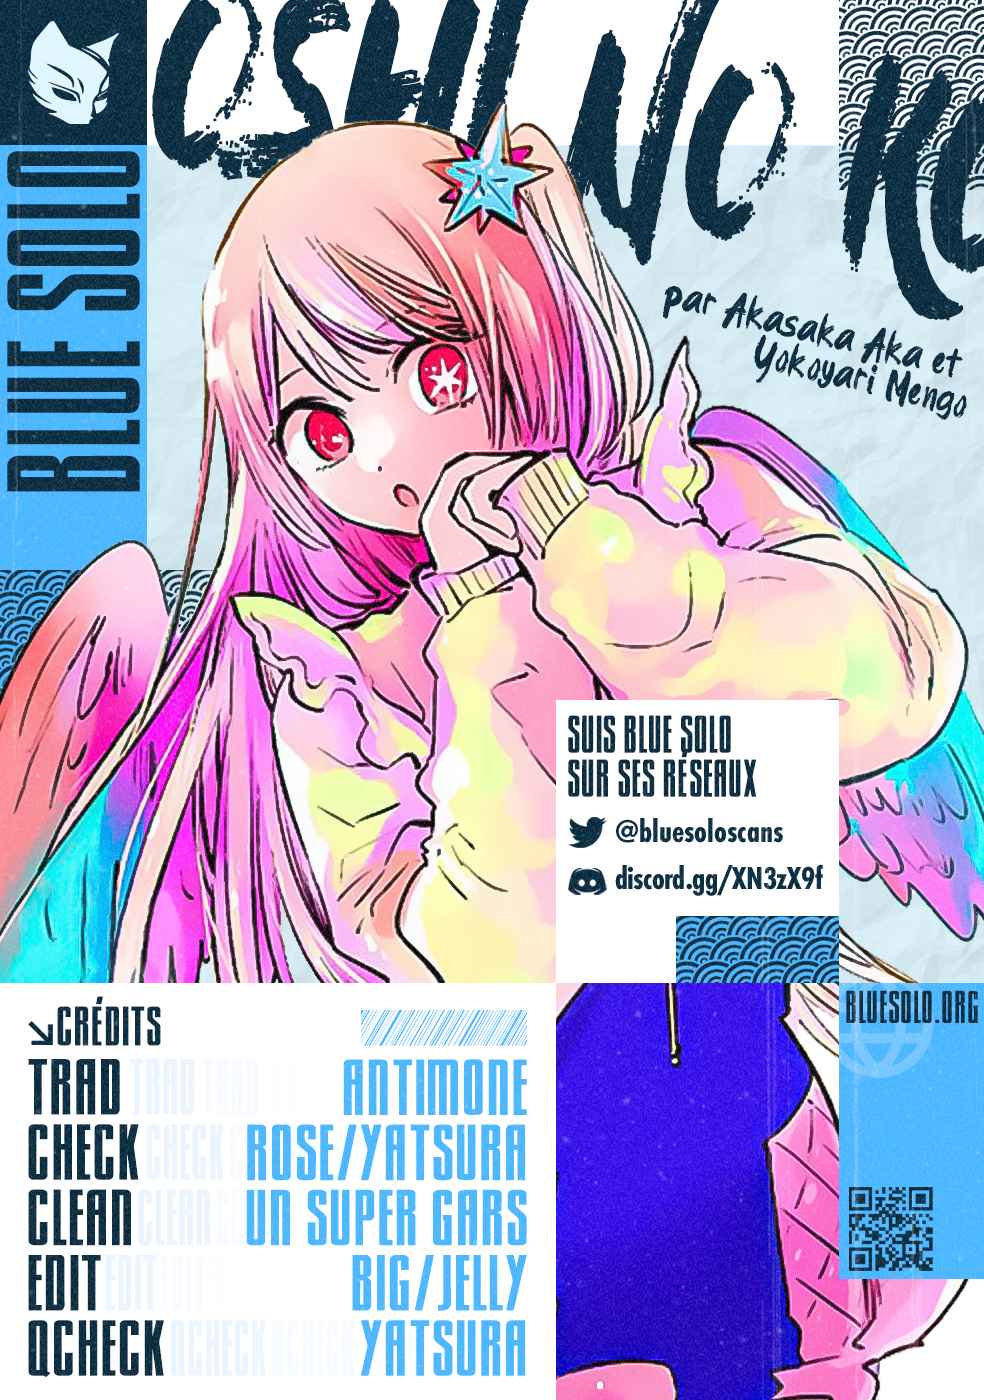 OSHI NO KO
BLUE SOLO
par Akasaka Aka et
Yokoyari Mengo
SUIS BLUE SOLO
SUR SES RÉSEAUX
@bluesoloscans
discord.gg/XN3zX9f
BLUESOLO.ORG
CRÉDITS
TRAD ANTIMONE
CHECK ROSE/YATSURA
CLEAN UN SUPER GARS
EDIT BIG/JELLY
QCHECK YATSURA